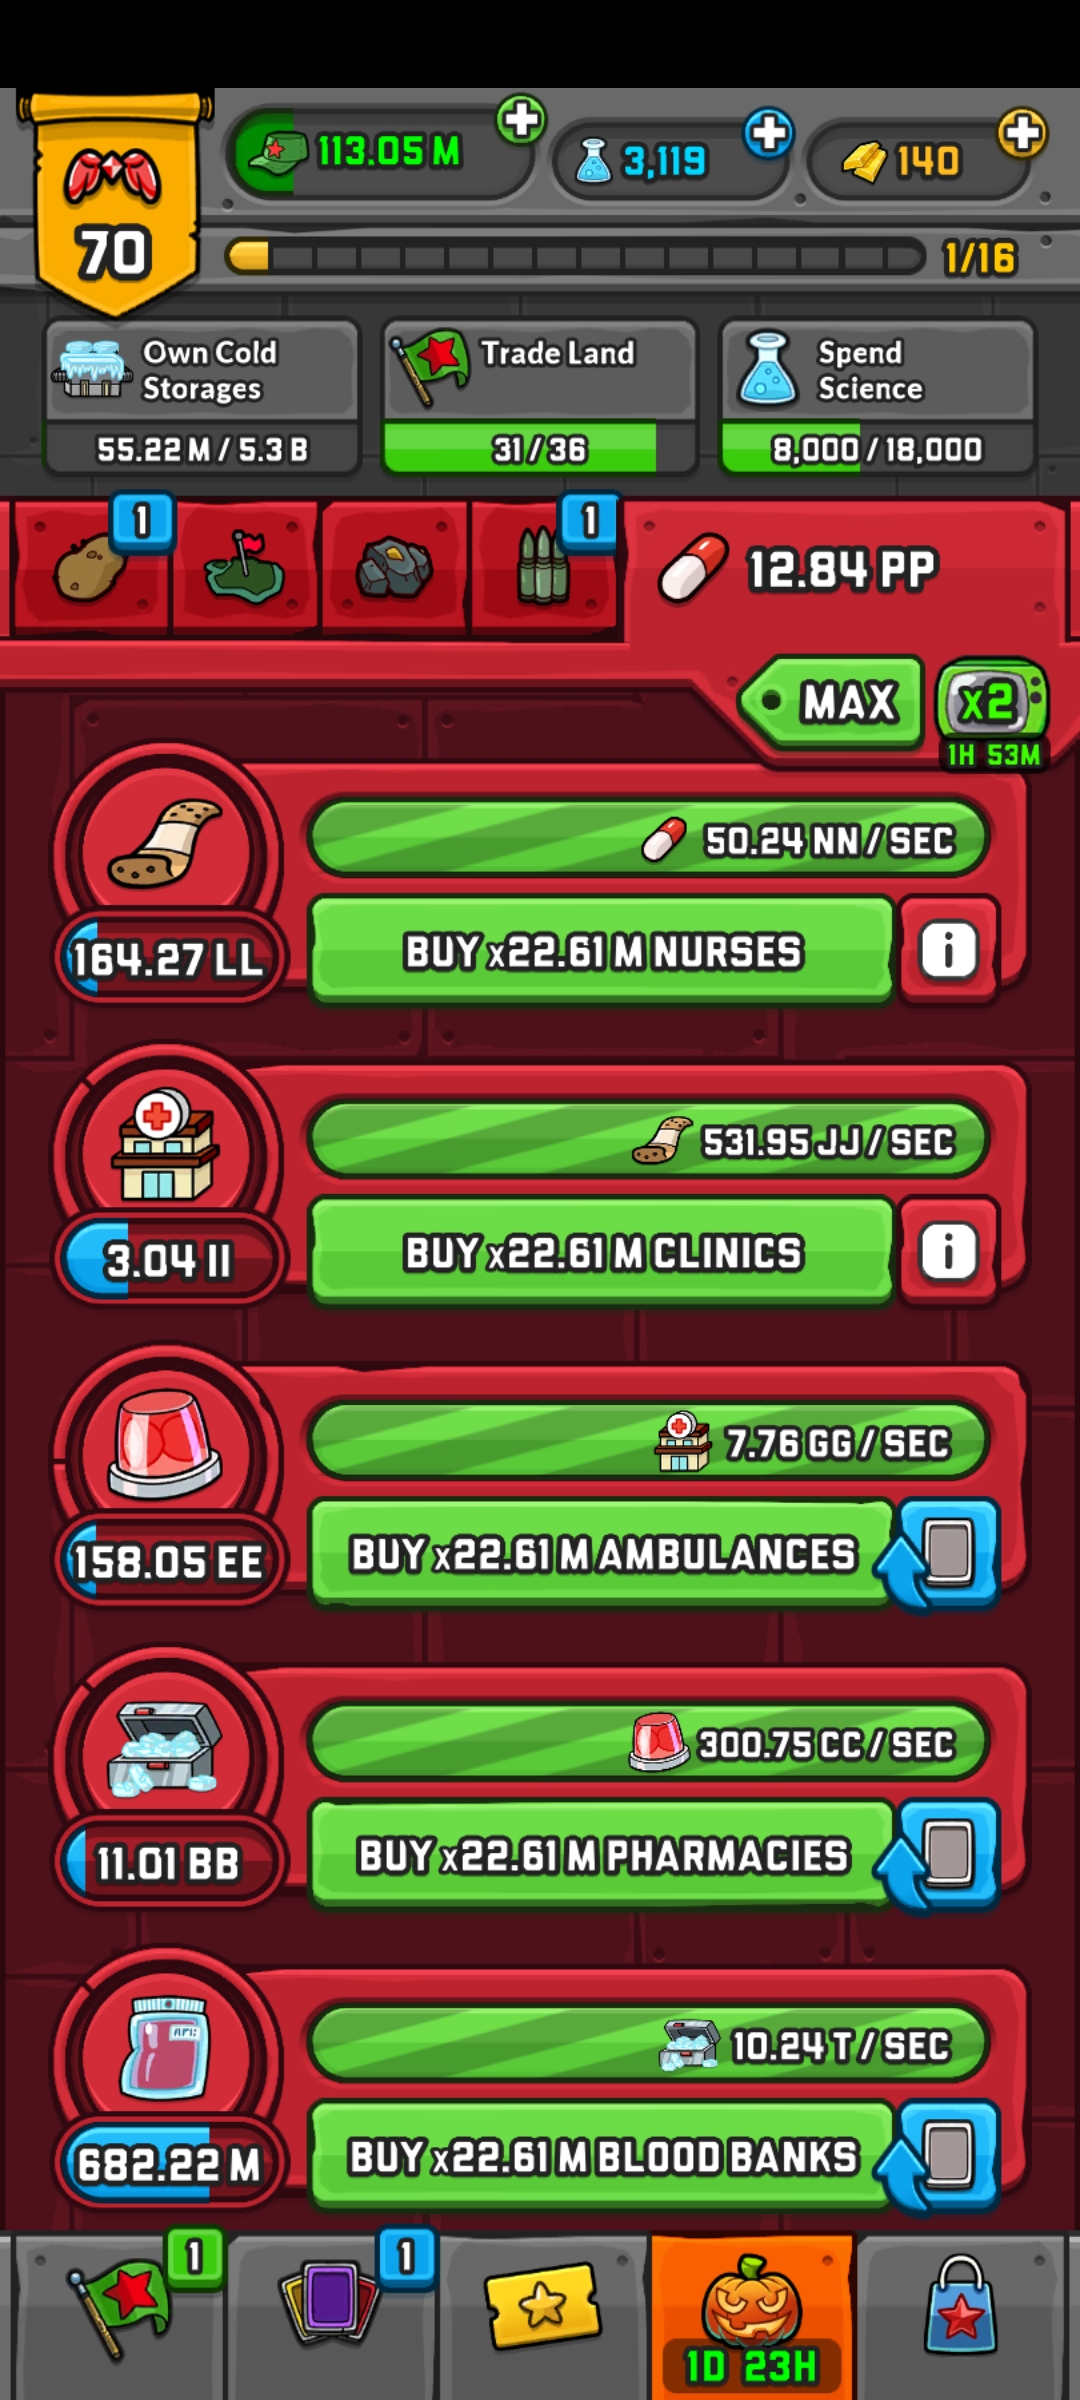 113.05 M
3,119
140
70
1/16
Own Cold
Storages
55.22 M / 5.3 B
Trade Land
31 / 36
Spend
Science
8,000 / 18,000
1
1
12.84 PP
MAX
x2
1H 53M
50.24 NN / SEC
164.27 LL
BUY x22.61 M NURSES
i
531.95 JJ / SEC
3.04 II
BUY x22.61 M CLINICS
i
7.76 GG / SEC
158.05 EE
BUY x22.61 M AMBULANCES
300.75 CC / SEC
11.01 BB
BUY x22.61 M PHARMACIES
10.24 T / SEC
682.22 M
BUY x22.61 M BLOOD BANKS
1
1
1D 23H